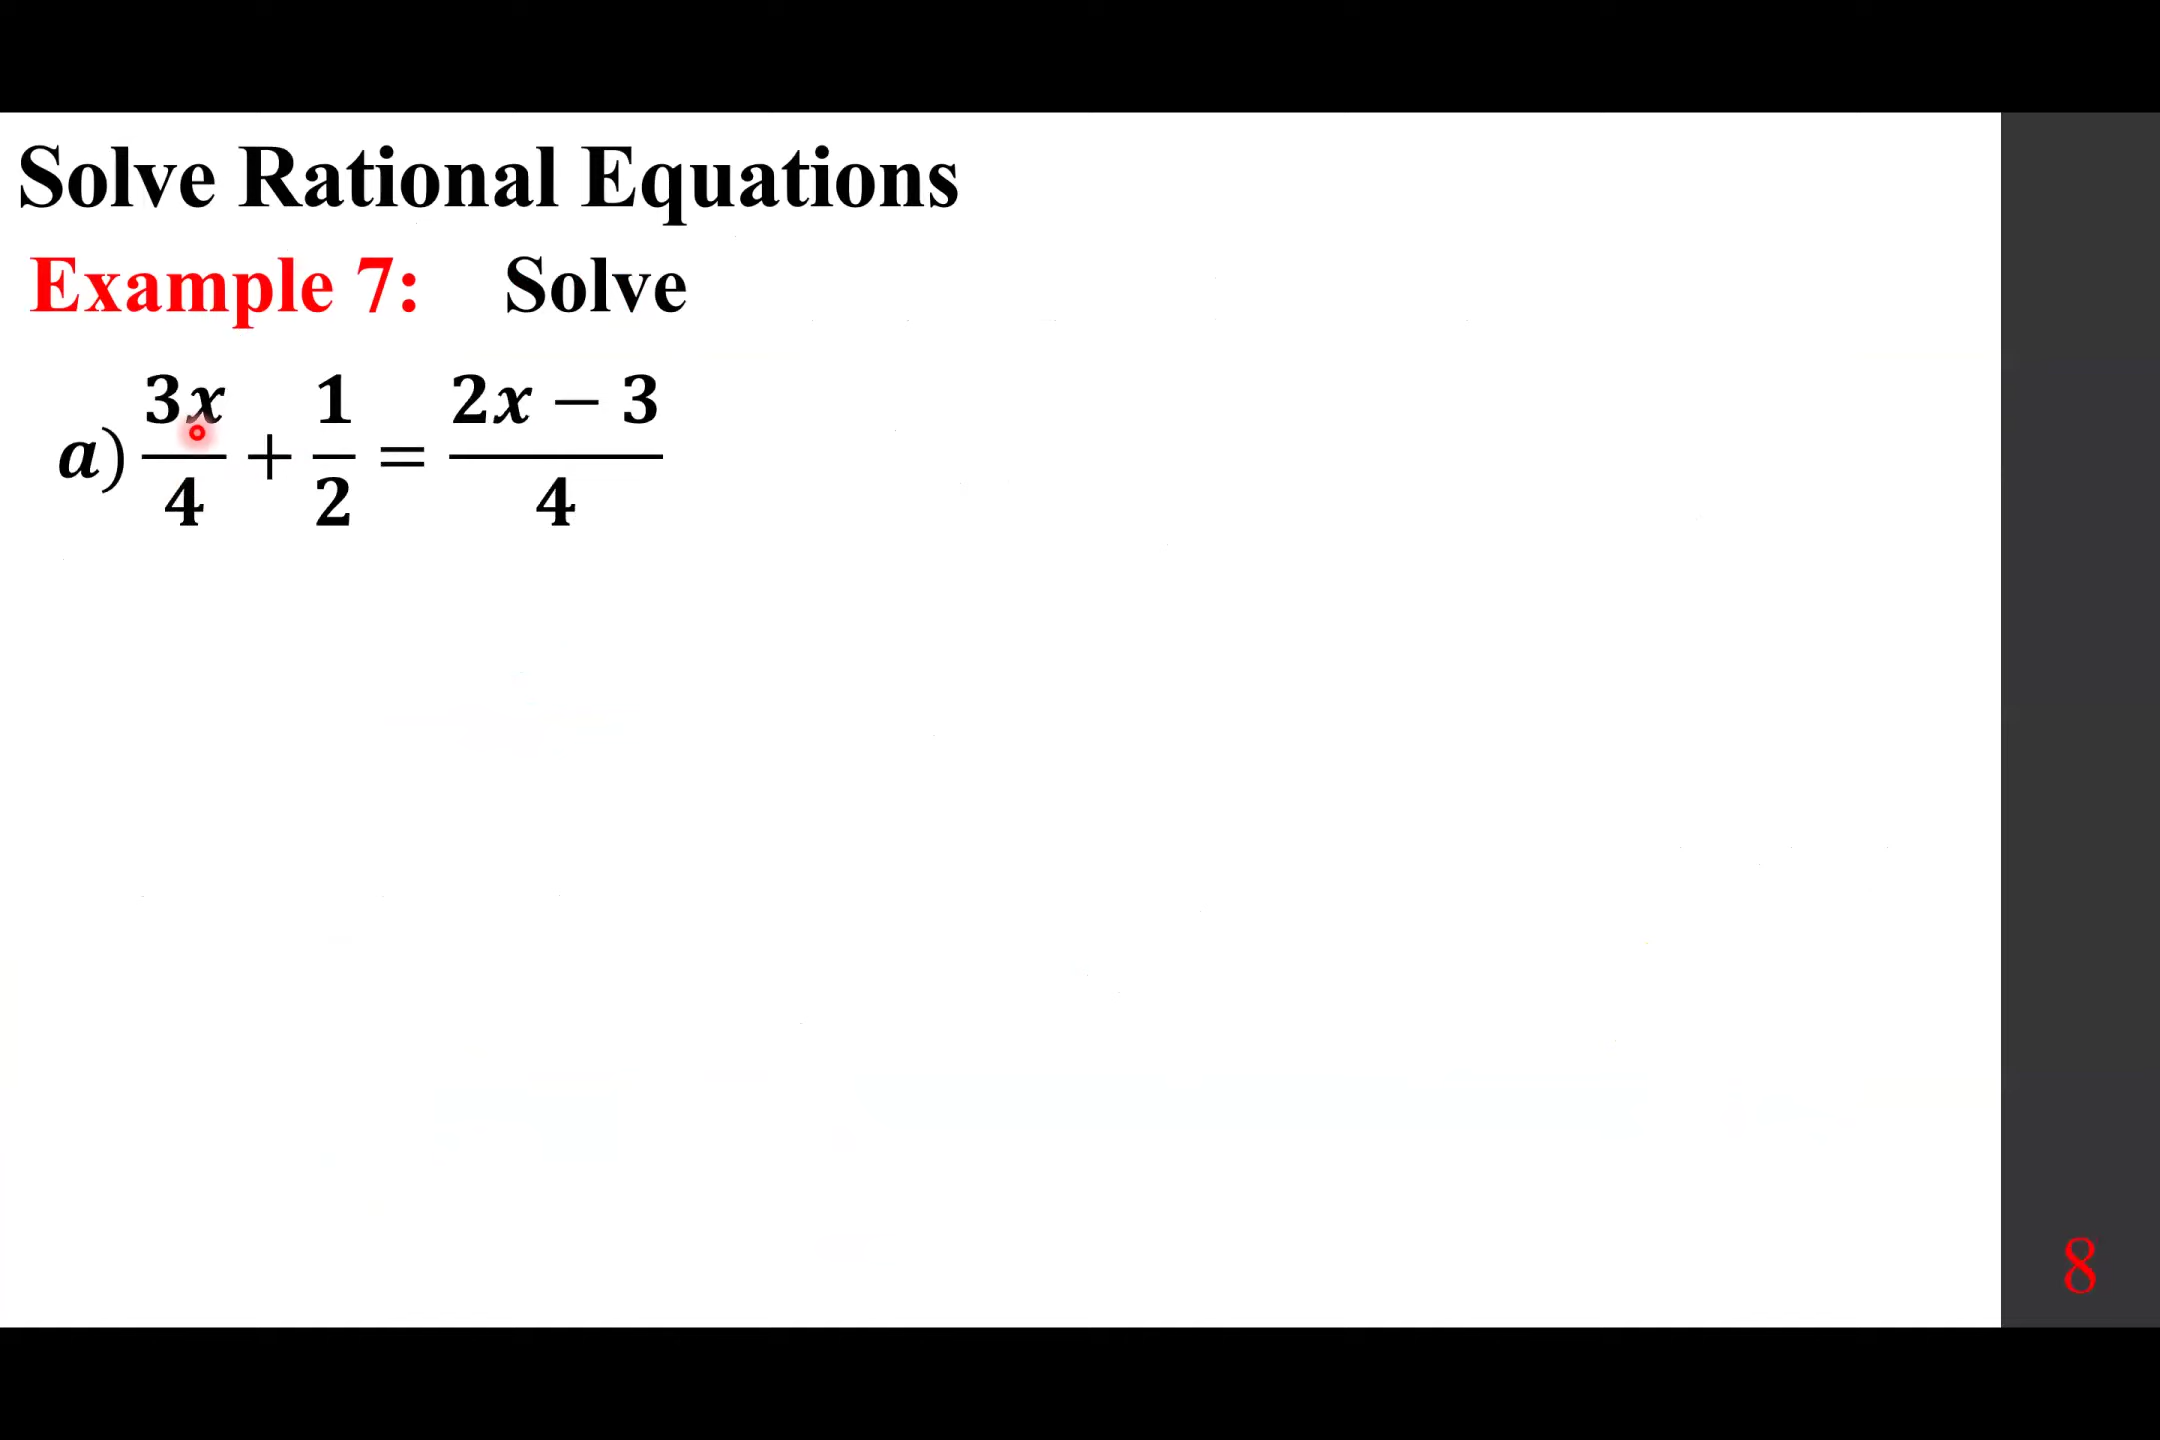 Solve Rational Equations
Example 7: Solve
a) 3x/4 + 1/2 = 2x − 3/4
8